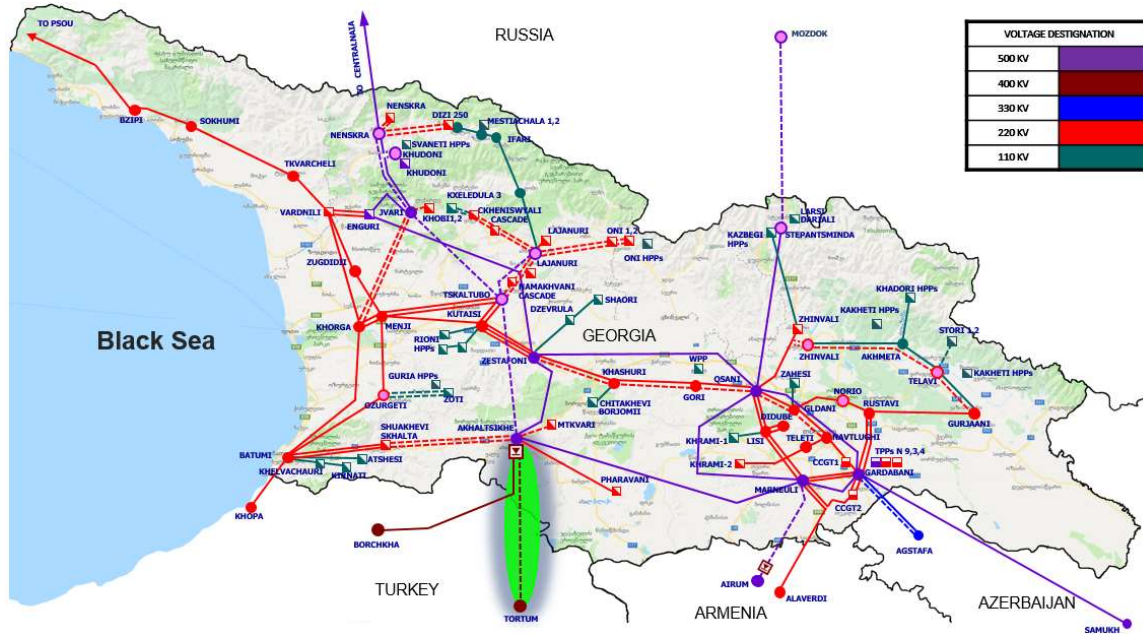 TO PSOU
TO CENTRALNAIA
RUSSIA
MOZDOK
VOLTAGE DESTIGNATION
500 KV
400 KV
330 KV
220 KV
110 KV
BZIPI
SOKHUMI
NENSKRA
DIZI 250
MESTIACHALA 1,2
NENSKRA
IFARI
SVANETI HPPs
KHUDONI
KHUDONI
TKVARCHELI
VARDNILI
ENGURI
JVARI
KHOBI1,2
KXELEDULA 3
CKHENISWYALI
CASCADE
LAJANURI
ONI 1,2
ONI HPPs
LAJANURI
LARSI
DARIALI
KAZBEGI
HPPs
STEPANTSMINDA
ZUGDIDIJI
TSKALTUBO
NAMAKHVANI
CASCADE
KUTAISI
DZEVRULA
SHAORI
KHADORI HPPs
KAKHETI HPPs
STORI 1,2
Black Sea
KHORGA
MENJI
RIONI
HPPs
GEORGIA
ZHINVALI
ZHINVALI
AKHMETA
TELAVI
KAKHETI HPPs
ZESTAFONI
KHASHURI
WPP
QSANI
ZAHESI
GURIA HPPs
ZOTI
OZURGETI
CHITAKHEVI
BORJOMII
GORI
NORIO
GLDANI
RUSTAVI
GURJAANI
DIDUBE
SHUAKHEVI
SKHALTA
AKHALTSIKHE
MTKVARI
KHRAMI-1
LISI
TELETI
NAVTLUGHI
BATUMI
KHELVACHAURI
ATSHESI
KINNATI
KHRAMI-2
CCGT1
TPPs N 9,3,4
GARDABANI
PHARAVANI
MARNEULI
CCGT2
KHOPA
BORCHKHA
AGSTAFA
TURKEY
AIRUM
ALAVERDI
ARMENIA
AZERBAIJAN
TORTUM
SAMUKH